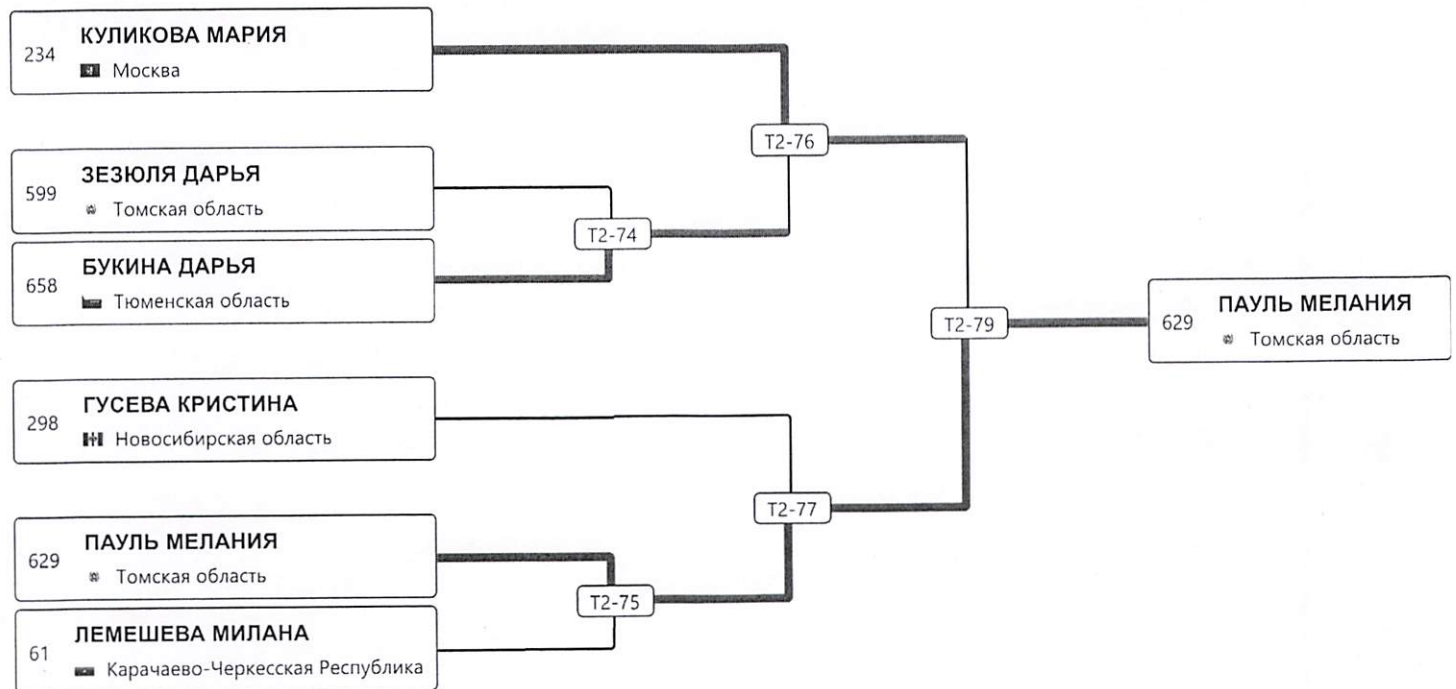 234
КУЛИКОВА МАРИЯ
Москва
T2-76
599
ЗЕЗЮЛЯ ДАРЬЯ
Томская область
T2-74
658
БУКИНА ДАРЬЯ
Тюменская область
T2-79
629
ПАУЛЬ МЕЛАНИЯ
Томская область
298
ГУСЕВА КРИСТИНА
Новосибирская область
T2-77
629
ПАУЛЬ МЕЛАНИЯ
Томская область
T2-75
61
ЛЕМЕШЕВА МИЛАНА
Карачаево-Черкесская Республика